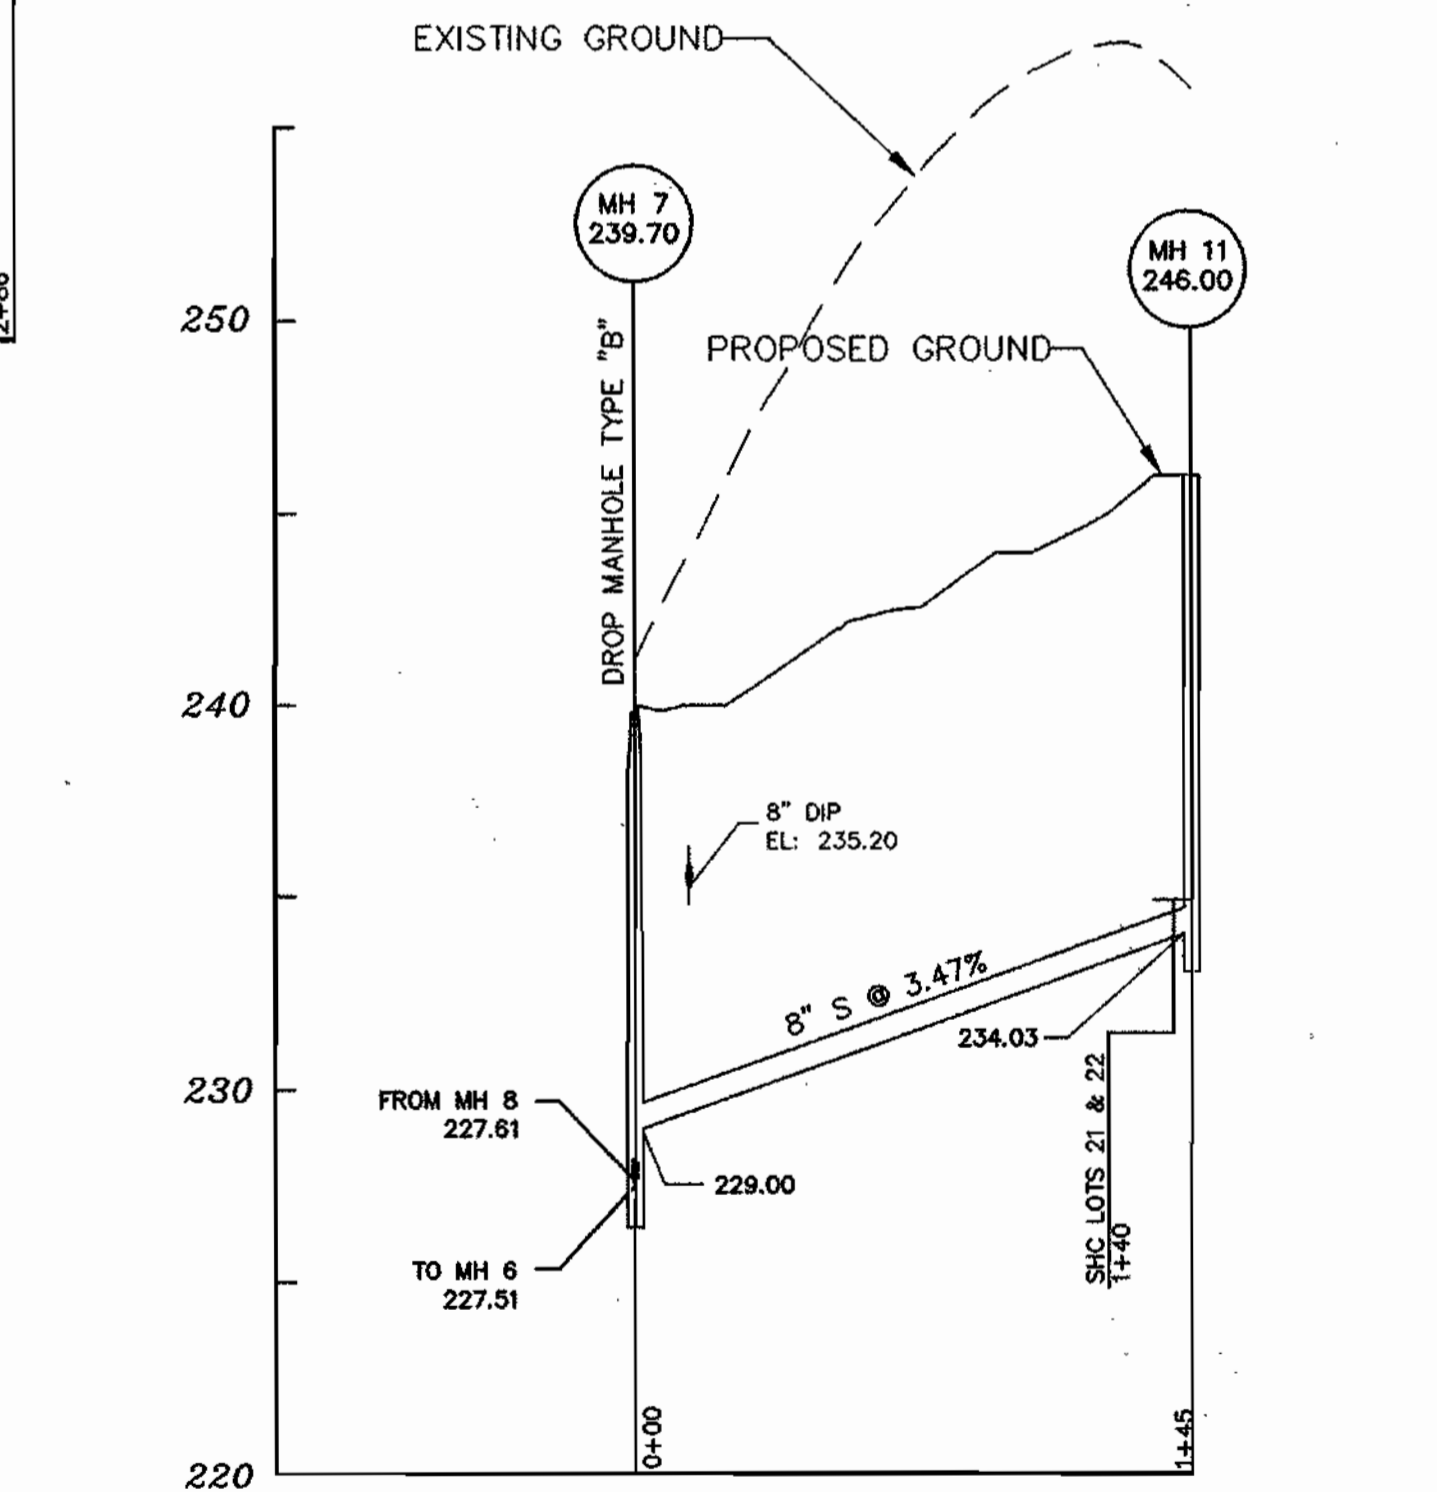 EXISTING GROUND
MH 7
239.70
MH 11
246.00
2+80
250
DROP MANHOLE TYPE "B"
PROPOSED GROUND
240
8" DIP
EL: 235.20
8" S @ 3.47%
234.03
230
FROM MH 8
227.61
229.00
TO MH 6
227.51
SHC LOTS 21 & 22
1+40
0+00
1+45
220